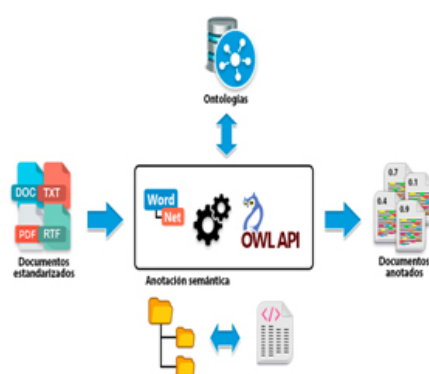 Ontologías
DOC TXT
PDF RTF
Documentos
estandarizados
Word
Net
OWL API
Anotación semántica
0.7
0.1
0.4
0.9
Documentos
anotados
</>